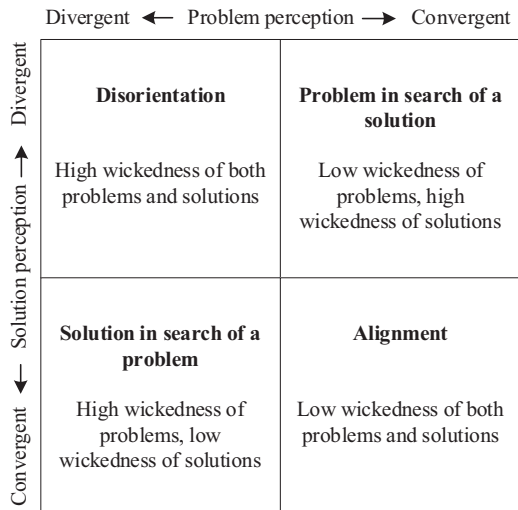 Divergent ← Problem perception → Convergent
Convergent ← Solution perception → Divergent
Disorientation
High wickedness of both
problems and solutions
Problem in search of a
solution
Low wickedness of
problems, high
wickedness of solutions
Solution in search of a
problem
High wickedness of
problems, low
wickedness of solutions
Alignment
Low wickedness of both
problems and solutions